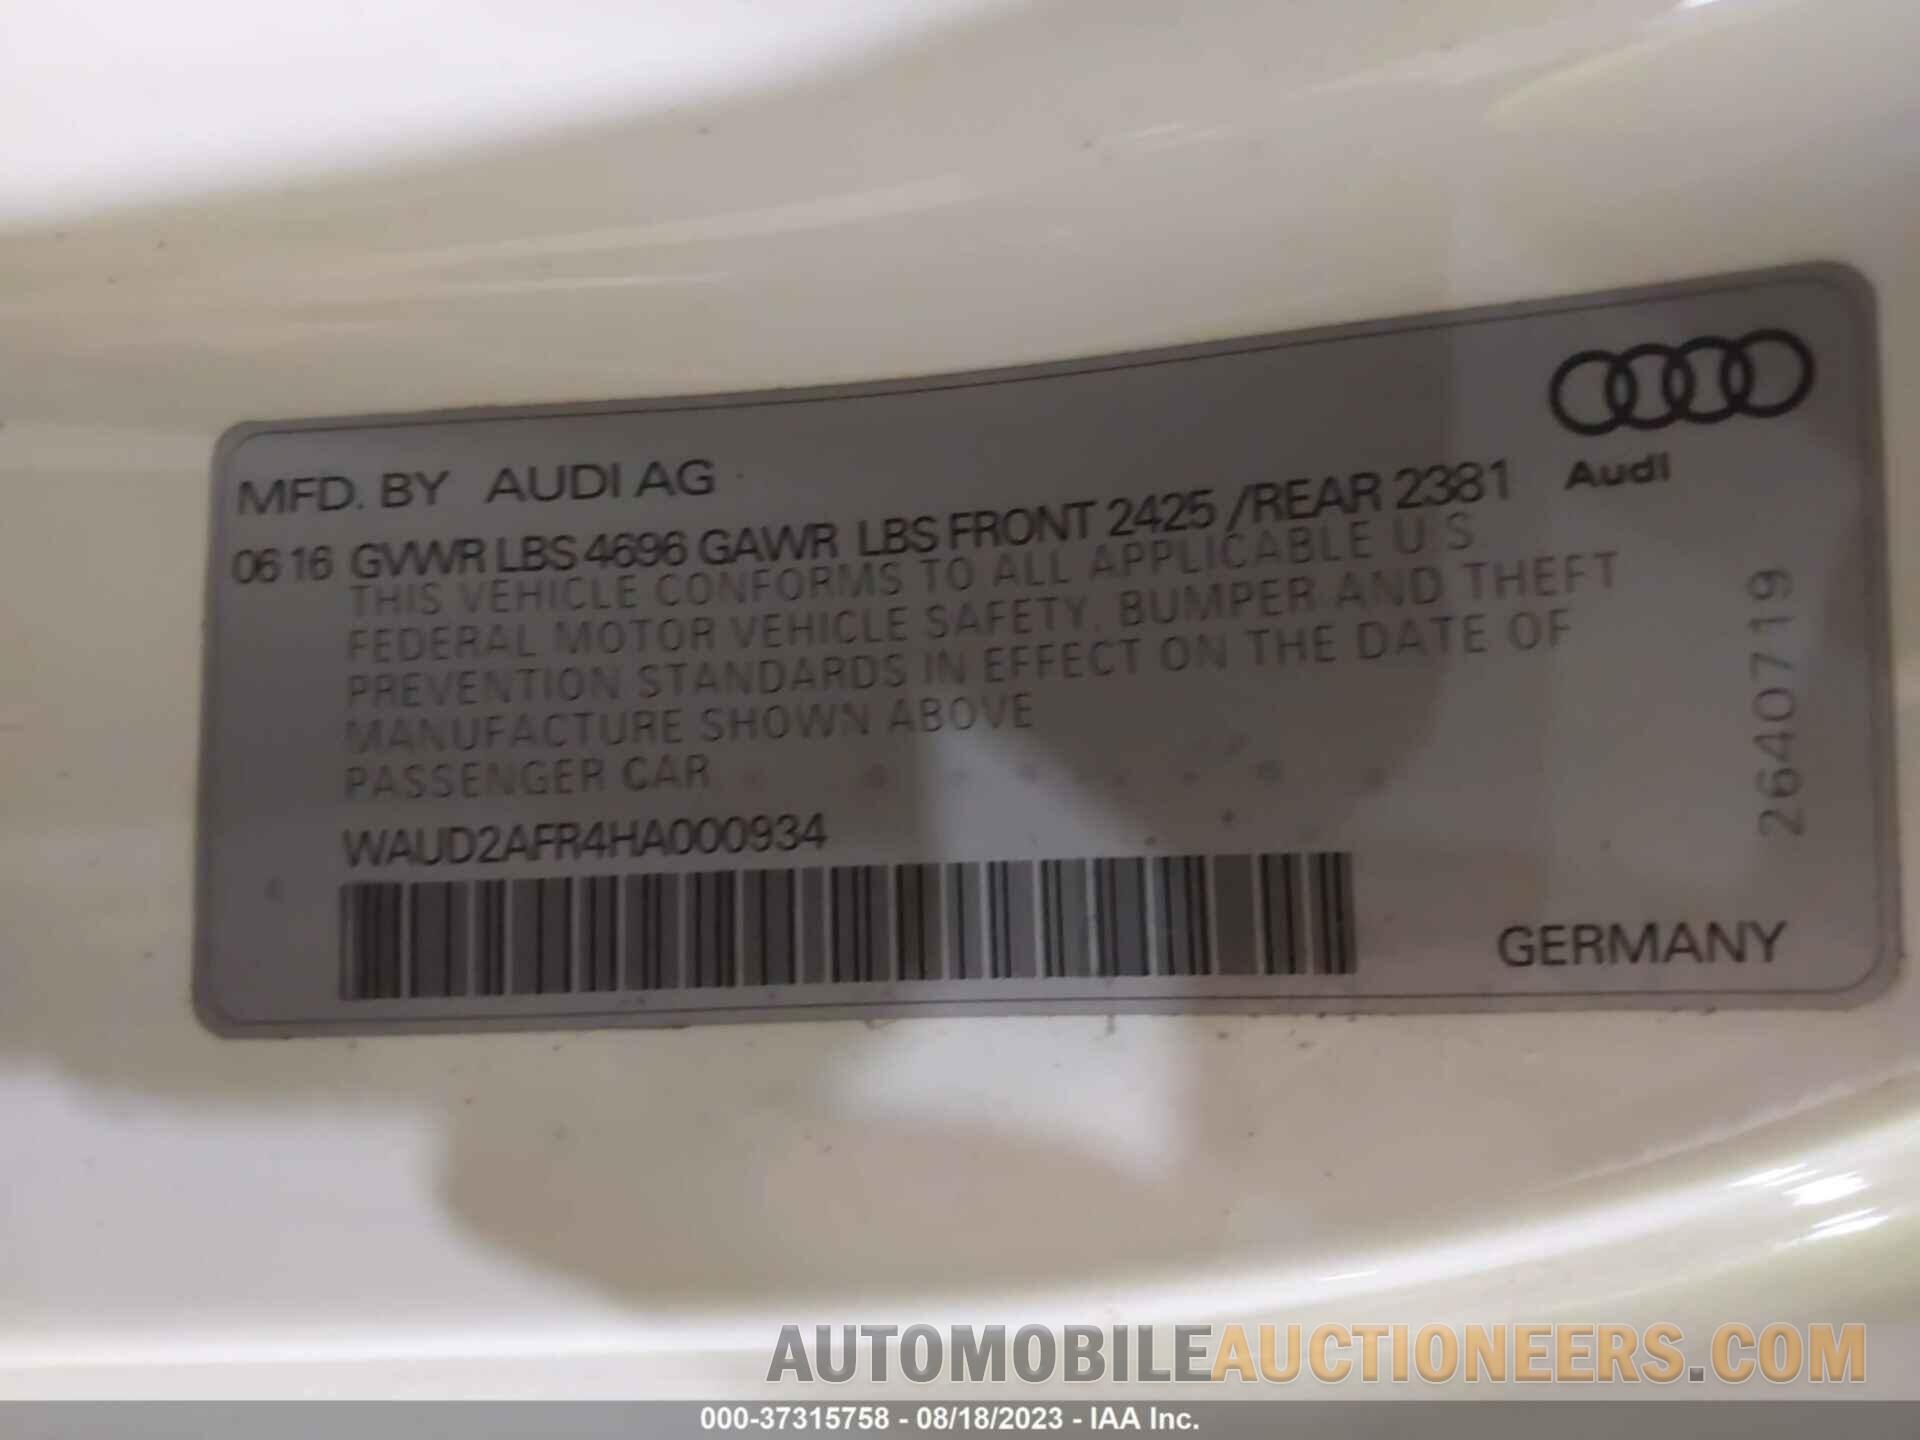 MFD. BY AUDI AG
Audi
06 16 GVWR LBS 4696 GAWR LBS FRONT 2425 /REAR 2381
THIS VEHICLE CONFORMS TO ALL APPLICABLE U.S.
FEDERAL MOTOR VEHICLE SAFETY, BUMPER AND THEFT
PREVENTION STANDARDS IN EFFECT ON THE DATE OF
MANUFACTURE SHOWN ABOVE
PASSENGER CAR
WAUD2AFR4HA000934
GERMANY
2640719
AUTOMOBILEAUCTIONEERS.COM
000-37315758 - 08/18/2023 - IAA Inc.